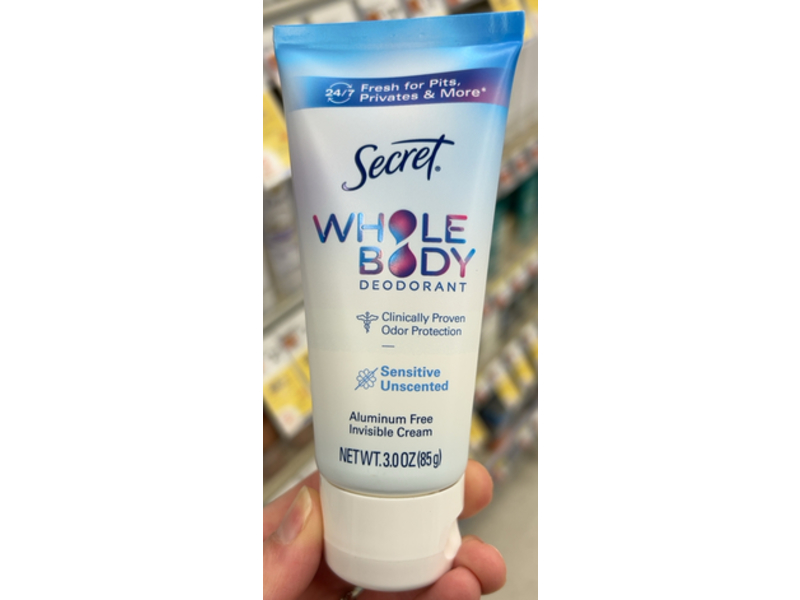 24/7 Fresh for Pits,
Privates & More*
Secret®
WHOLE
BODY
DEODORANT
Clinically Proven
Odor Protection
Sensitive
Unscented
Aluminum Free
Invisible Cream
NET WT. 3.0 OZ (85g)